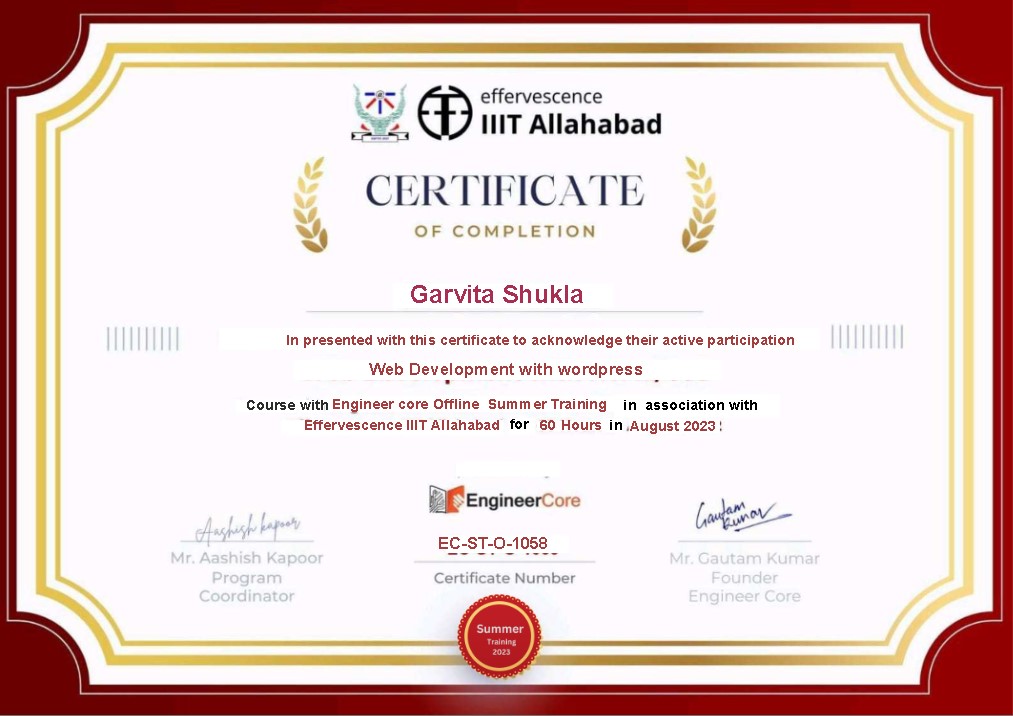 effervescence
IIIT Allahabad
CERTIFICATE
OF COMPLETION
Garvita Shukla
In presented with this certificate to acknowledge their active participation
Web Development with wordpress
Course with Engineer core Offline Summer Training in association with
Effervescence IIIT Allahabad for 60 Hours in August 2023
EngineerCore
Aashish kapoor
Gautam Kumar
EC-ST-O-1058
Mr. Aashish Kapoor
Program
Coordinator
Certificate Number
Mr. Gautam Kumar
Founder
Engineer Core
Summer
Training
2023